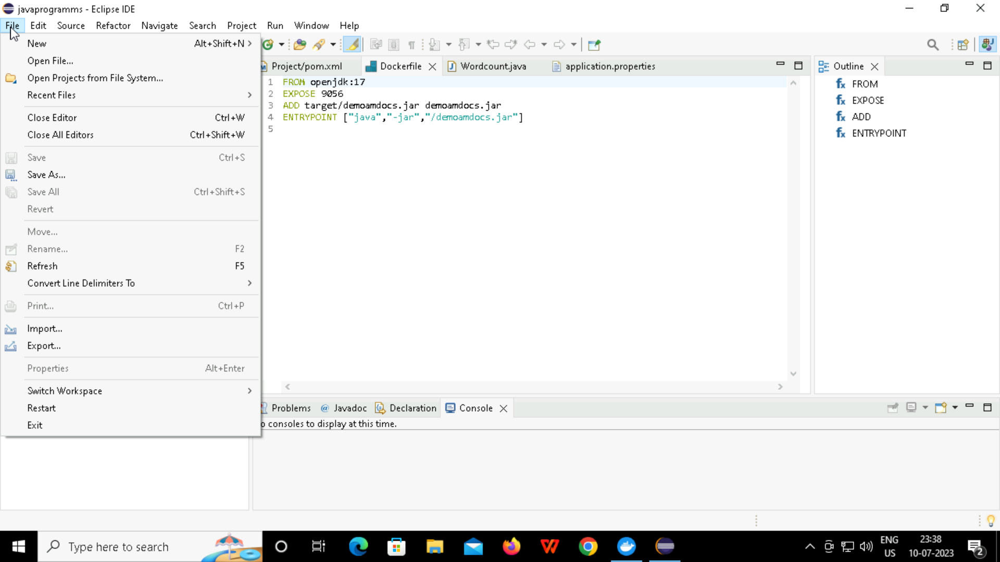 javaprogramms - Eclipse IDE
File Edit Source Refactor Navigate Search Project Run Window Help
New Alt+Shift+N
Open File...
Open Projects from File System...
Recent Files
Close Editor Ctrl+W
Close All Editors Ctrl+Shift+W
Save Ctrl+S
Save As...
Save All Ctrl+Shift+S
Revert
Move...
Rename... F2
Refresh F5
Convert Line Delimiters To
Print... Ctrl+P
Import...
Export...
Properties Alt+Enter
Switch Workspace
Restart
Exit
Project/pom.xml Dockerfile Wordcount.java application.properties
1 FROM openjdk:17
2 EXPOSE 9056
3 ADD target/demoamdocs.jar demoamdocs.jar
4 ENTRYPOINT ["java","-jar","/demoamdocs.jar"]
5
Outline
FROM
EXPOSE
ADD
ENTRYPOINT
Problems @ Javadoc Declaration Console
o consoles to display at this time.
Type here to search
ENG
US
23:38
10-07-2023
2